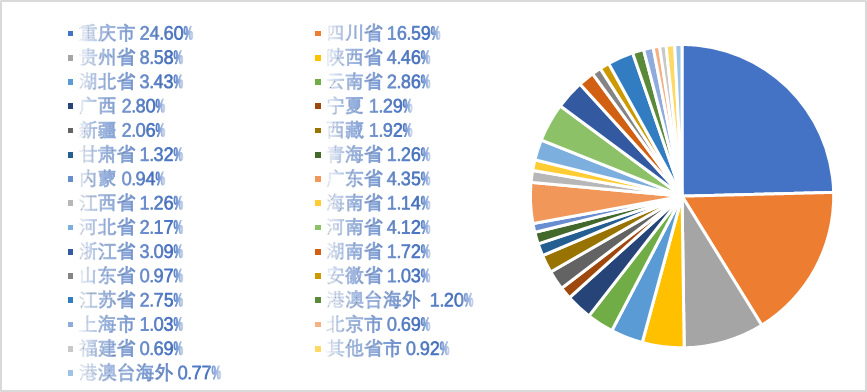 重庆市 24.60%
四川省 16.59%
贵州省 8.58%
陕西省 4.46%
湖北省 3.43%
云南省 2.86%
广西 2.80%
宁夏 1.29%
新疆 2.06%
西藏 1.92%
甘肃省 1.32%
青海省 1.26%
内蒙 0.94%
广东省 4.35%
江西省 1.26%
海南省 1.14%
河北省 2.17%
河南省 4.12%
浙江省 3.09%
湖南省 1.72%
山东省 0.97%
安徽省 1.03%
江苏省 2.75%
港澳台海外 1.20%
上海市 1.03%
北京市 0.69%
福建省 0.69%
其他省市 0.92%
港澳台海外 0.77%